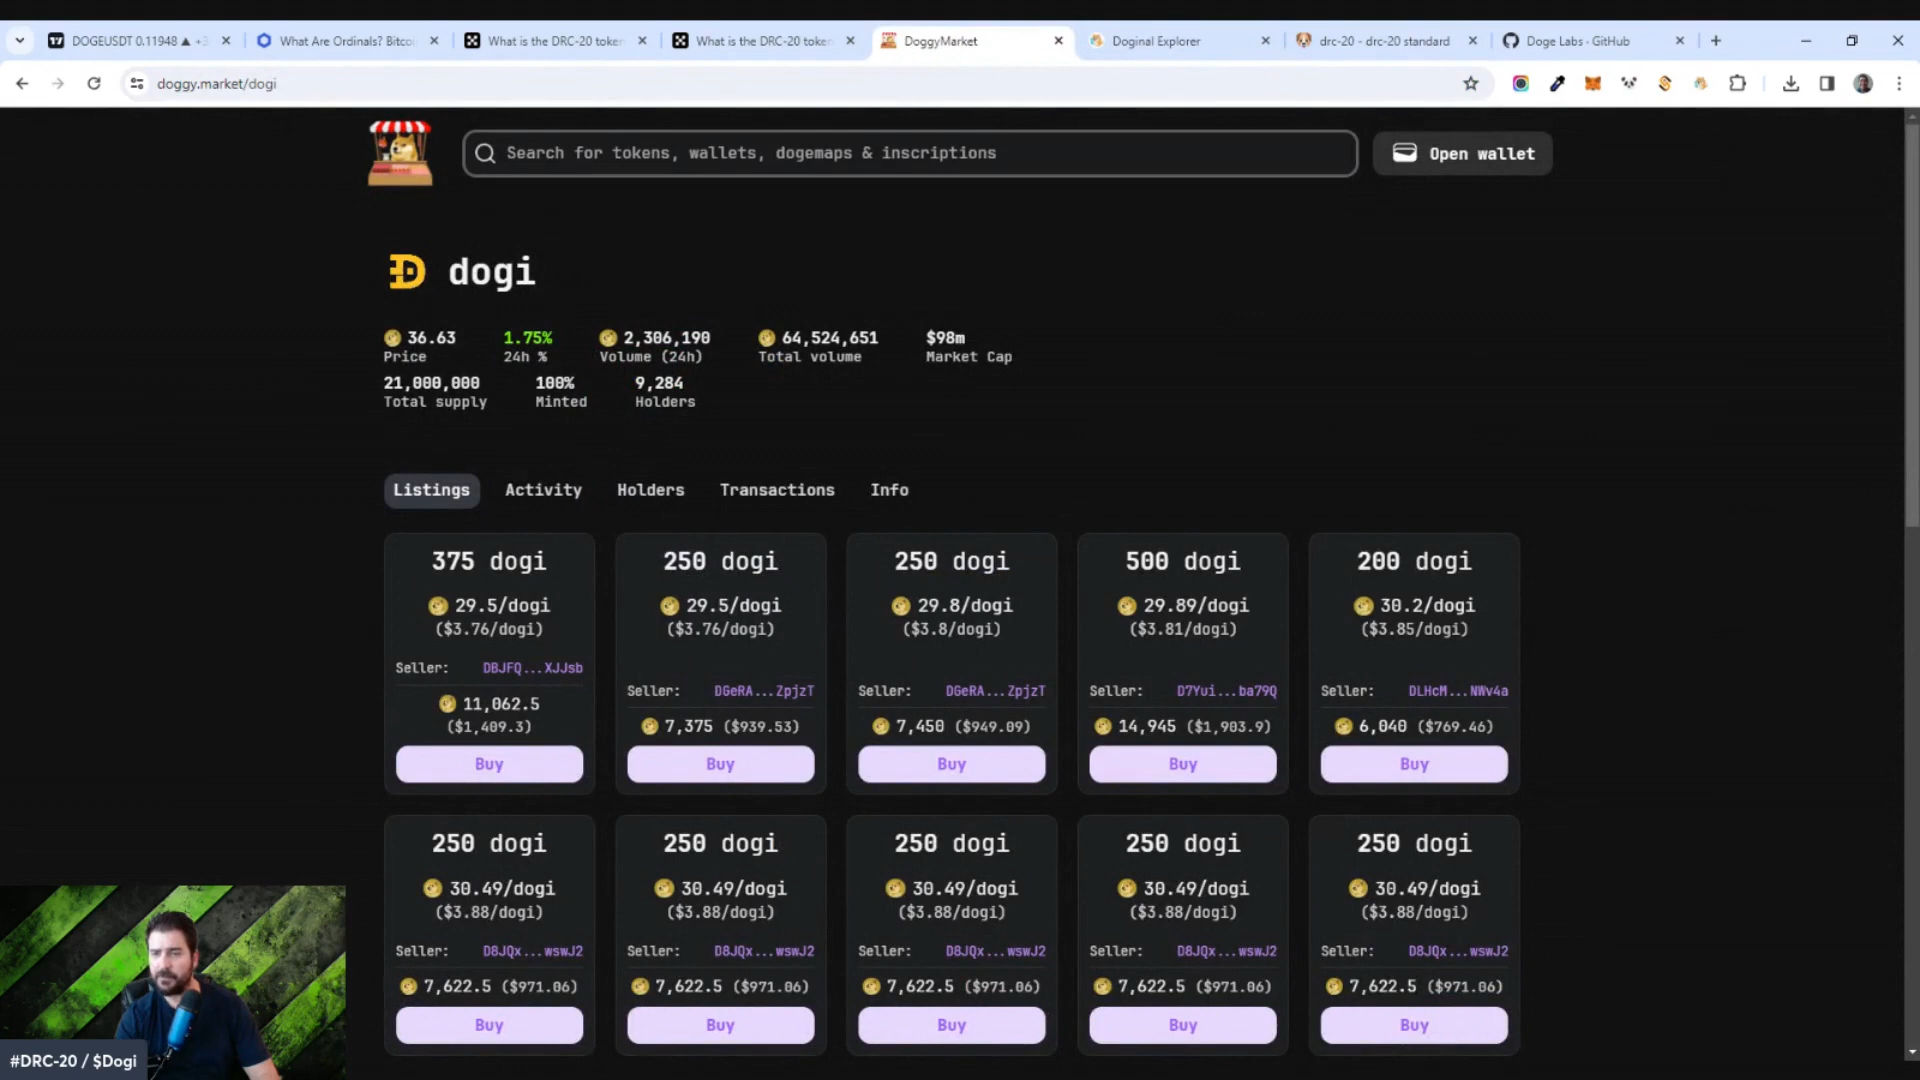 DOGEUSDT 0.11948 ▲ +3
What Are Ordinals? Bitcoi
What is the DRC-20 token
What is the DRC-20 token
DoggyMarket
Doginal Explorer
drc-20 - drc-20 standard
Doge Labs · GitHub
doggy.market/dogi
Search for tokens, wallets, dogemaps & inscriptions
Open wallet
dogi
36.63 1.75% 2,306,190 64,524,651 $98m
Price 24h % Volume (24h) Total volume Market Cap
21,000,000 100% 9,284
Total supply Minted Holders
Listings Activity Holders Transactions Info
375 dogi 250 dogi 250 dogi 500 dogi 200 dogi
29.5/dogi 29.5/dogi 29.8/dogi 29.89/dogi 30.2/dogi
($3.76/dogi) ($3.76/dogi) ($3.8/dogi) ($3.81/dogi) ($3.85/dogi)
Seller: DBJFQ...XJJsb
Seller: DGeRA...ZpjzT Seller: DGeRA...ZpjzT Seller: D7Yui...ba79Q Seller: DLHcM...NWv4a
11,062.5
($1,409.3)
7,375 ($939.53) 7,450 ($949.09) 14,945 ($1,903.9) 6,040 ($769.46)
Buy Buy Buy Buy Buy
250 dogi 250 dogi 250 dogi 250 dogi 250 dogi
30.49/dogi 30.49/dogi 30.49/dogi 30.49/dogi 30.49/dogi
($3.88/dogi) ($3.88/dogi) ($3.88/dogi) ($3.88/dogi) ($3.88/dogi)
Seller: D8JQx...wswJ2 Seller: D8JQx...wswJ2 Seller: D8JQx...wswJ2 Seller: D8JQx...wswJ2 Seller: D8JQx...wswJ2
7,622.5 ($971.06) 7,622.5 ($971.06) 7,622.5 ($971.06) 7,622.5 ($971.06) 7,622.5 ($971.06)
Buy Buy Buy Buy Buy
#DRC-20 / $Dogi